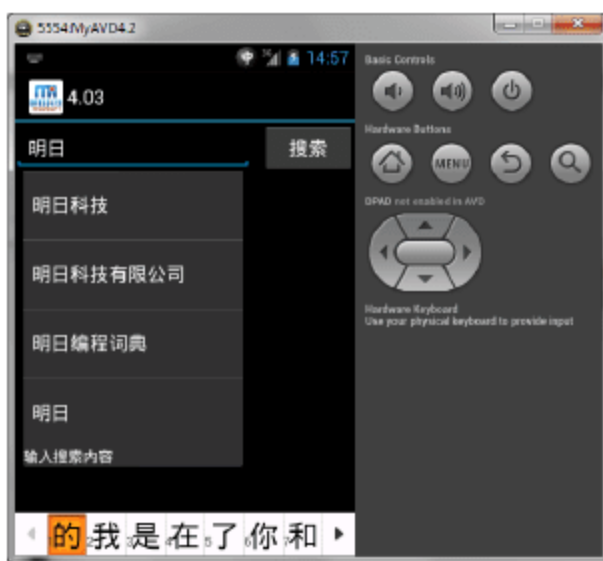 5554:MyAVD4.2
3G 14:57
4.03
明日
搜索
明日科技
明日科技有限公司
明日编程词典
明日
输入搜索内容
的 我 是 在 了 你 和
Basic Controls
Hardware Buttons
MENU
DPAD not enabled in AVD
Hardware Keyboard
Use your physical keyboard to provide input